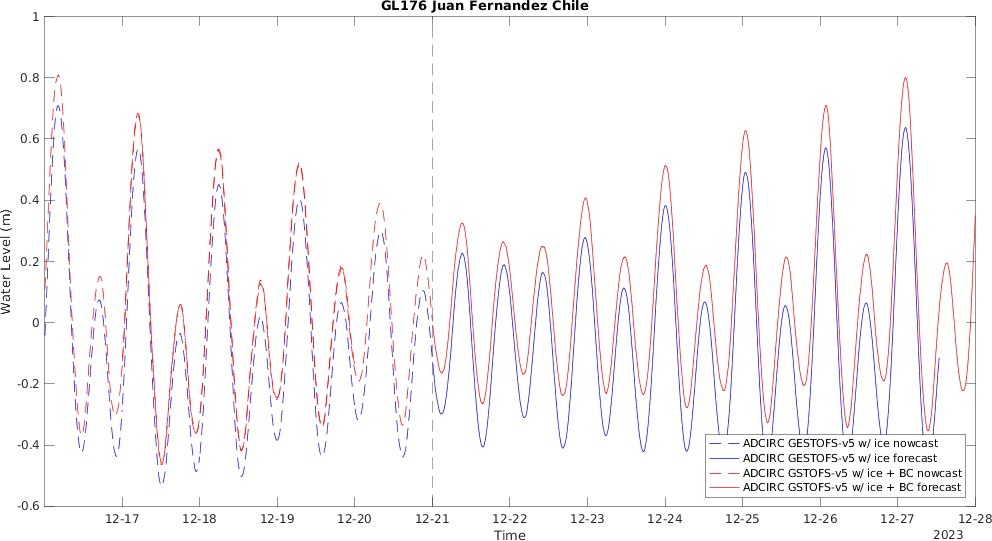 GL176 Juan Fernandez Chile
1
0.8
0.6
0.4
0.2
0
-0.2
-0.4
-0.6
Water Level (m)
ADCIRC GESTOFS-v5 w/ ice nowcast
ADCIRC GESTOFS-v5 w/ ice forecast
ADCIRC GSTOFS-v5 w/ ice + BC nowcast
ADCIRC GSTOFS-v5 w/ ice + BC forecast
12-17 12-18 12-19 12-20 12-21 12-22 12-23 12-24 12-25 12-26 12-27 12-28
Time 2023